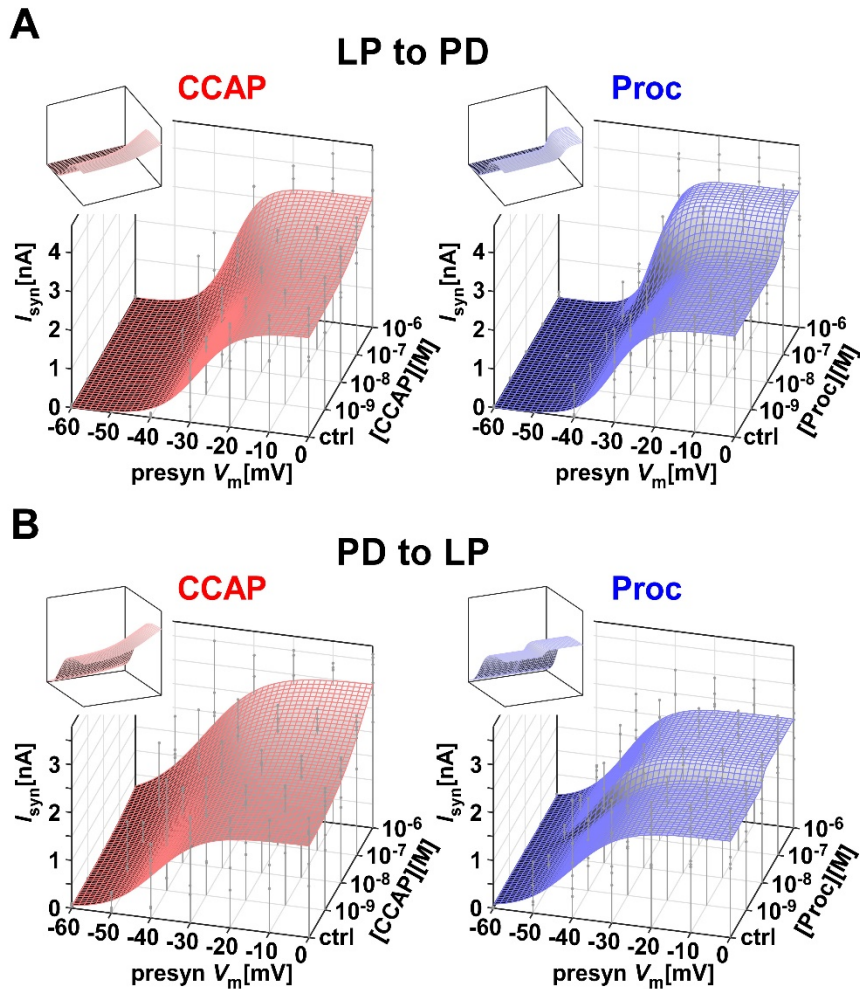 A
LP to PD
CCAP
Proc
I_syn[nA]
4
3
2
1
0
-60
-50
-40
-30
-20
-10
0
presyn V_m[mV]
ctrl
10^-9
10^-8
10^-7
10^-6
[CCAP][M]
I_syn[nA]
4
3
2
1
0
-60
-50
-40
-30
-20
-10
0
presyn V_m[mV]
ctrl
10^-9
10^-8
10^-7
10^-6
[Proc][M]
B
PD to LP
CCAP
Proc
I_syn[nA]
3
2
1
0
-60
-50
-40
-30
-20
-10
0
presyn V_m[mV]
ctrl
10^-9
10^-8
10^-7
10^-6
[CCAP][M]
I_syn[nA]
3
2
1
0
-60
-50
-40
-30
-20
-10
0
presyn V_m[mV]
ctrl
10^-9
10^-8
10^-7
10^-6
[Proc][M]